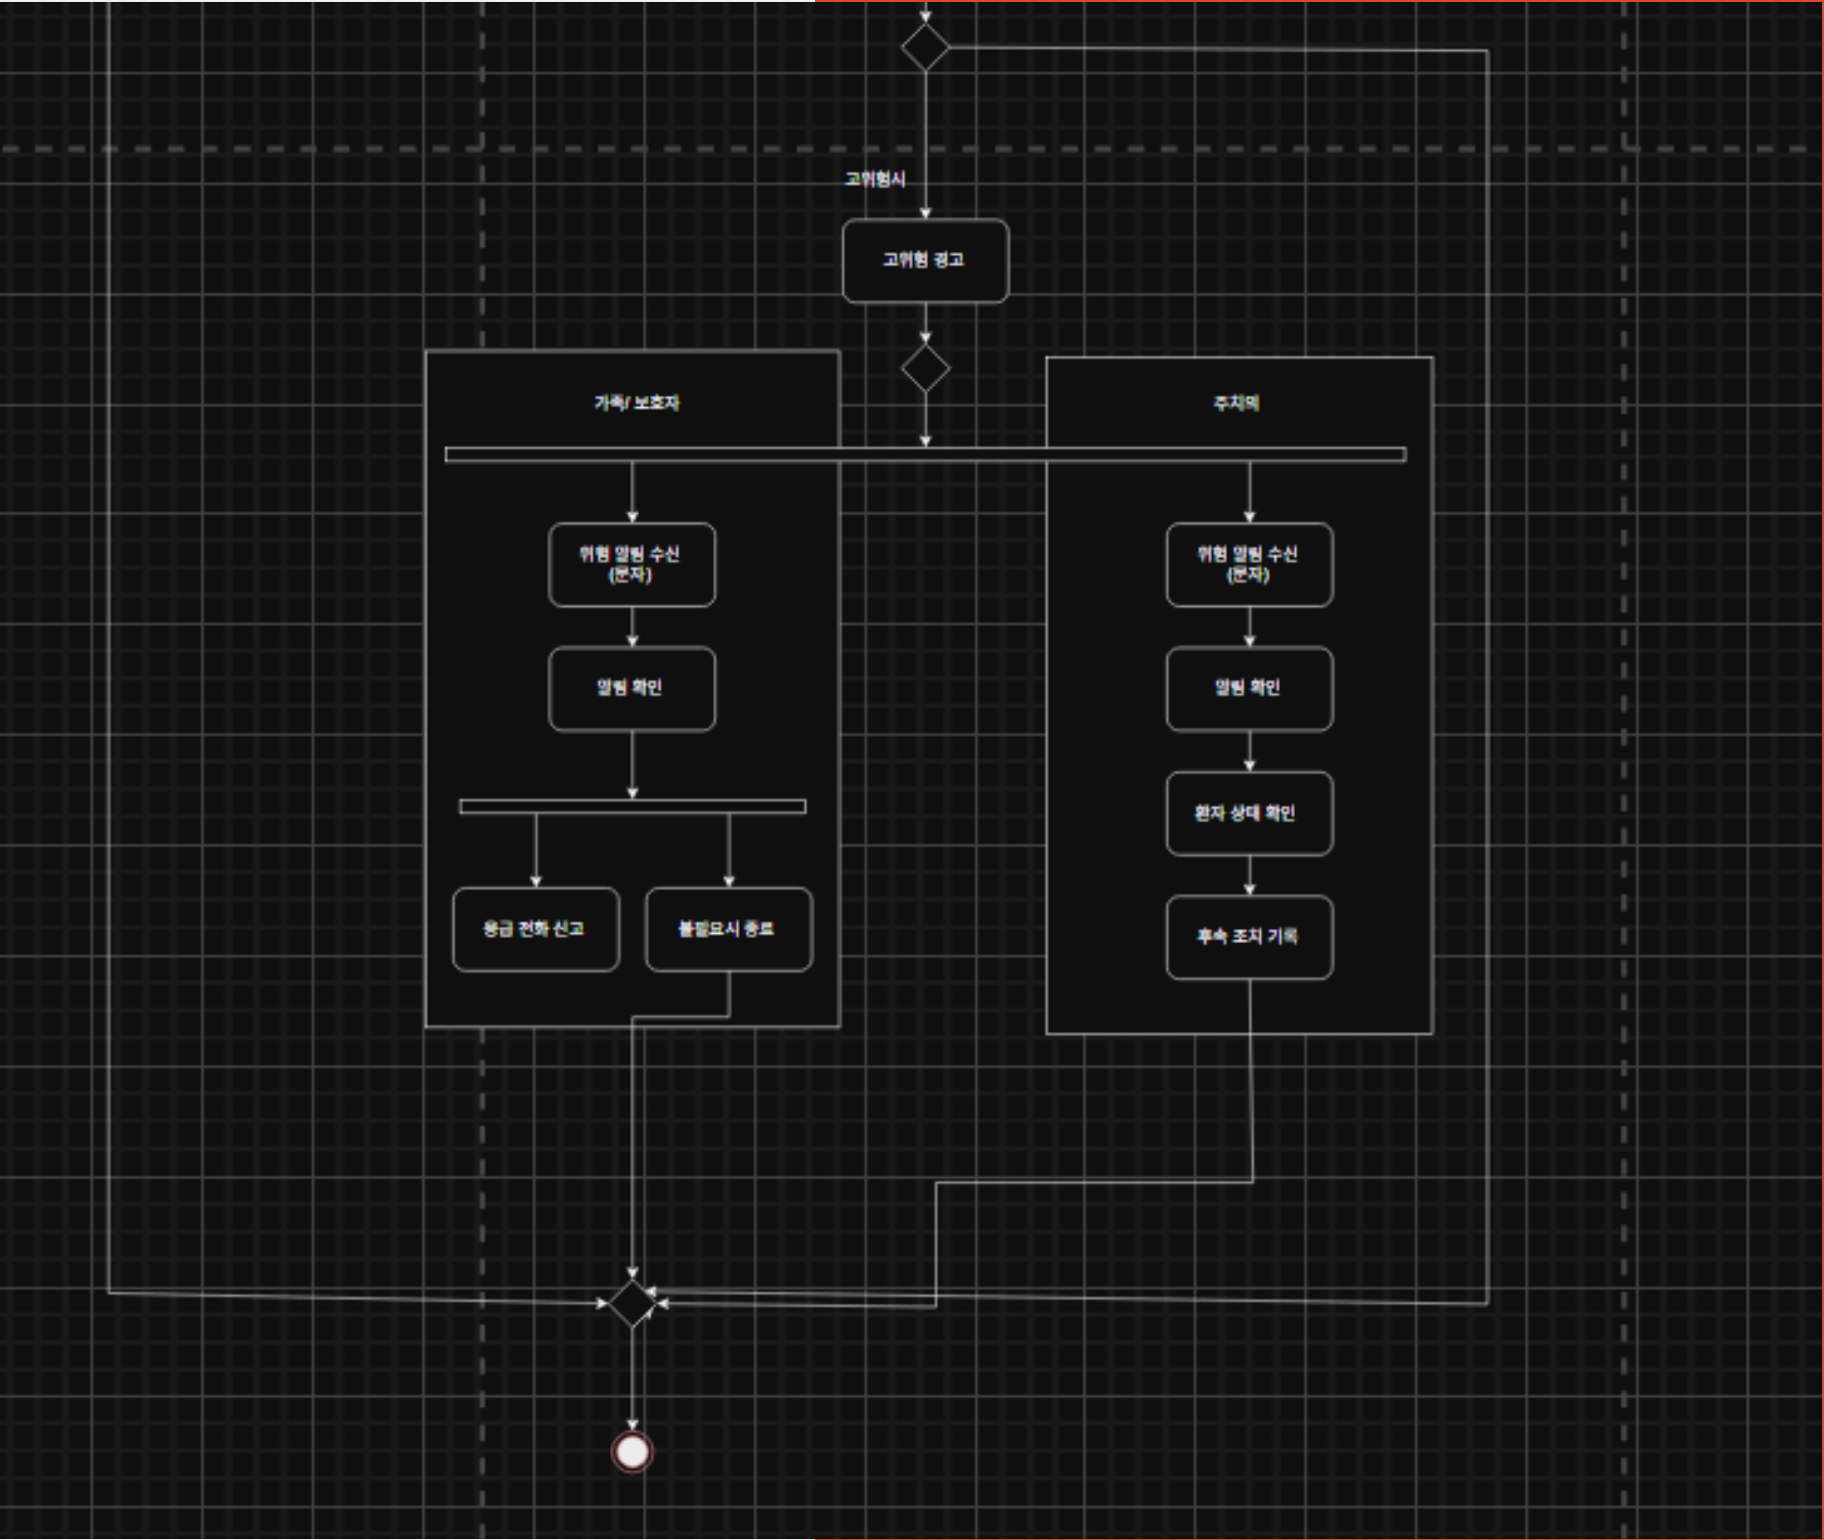 고위험시
고위험 경고
가족/ 보호자
주치의
위험 알림 수신
(문자)
위험 알림 수신
(문자)
알림 확인
알림 확인
환자 상태 확인
응급 전화 신고
불필요시 종료
후속 조치 기록